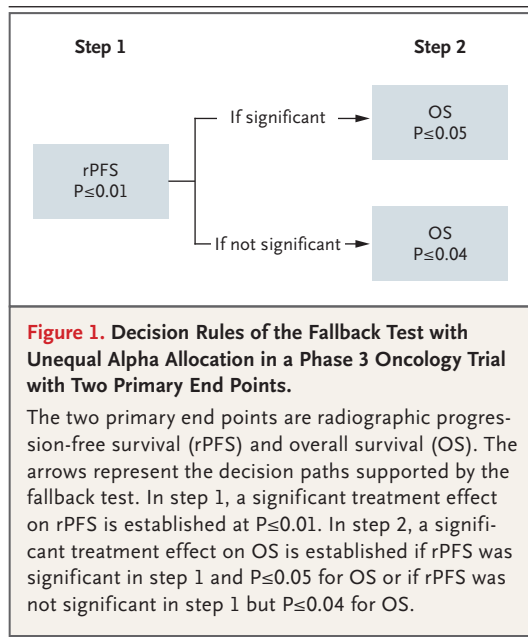 Step 1
Step 2
rPFS
P≤0.01
If significant
OS
P≤0.05
If not significant
OS
P≤0.04
Figure 1. Decision Rules of the Fallback Test with
Unequal Alpha Allocation in a Phase 3 Oncology Trial
with Two Primary End Points.
The two primary end points are radiographic progres-
sion-free survival (rPFS) and overall survival (OS). The
arrows represent the decision paths supported by the
fallback test. In step 1, a significant treatment effect
on rPFS is established at P≤0.01. In step 2, a signifi-
cant treatment effect on OS is established if rPFS was
significant in step 1 and P≤0.05 for OS or if rPFS was
not significant in step 1 but P≤0.04 for OS.